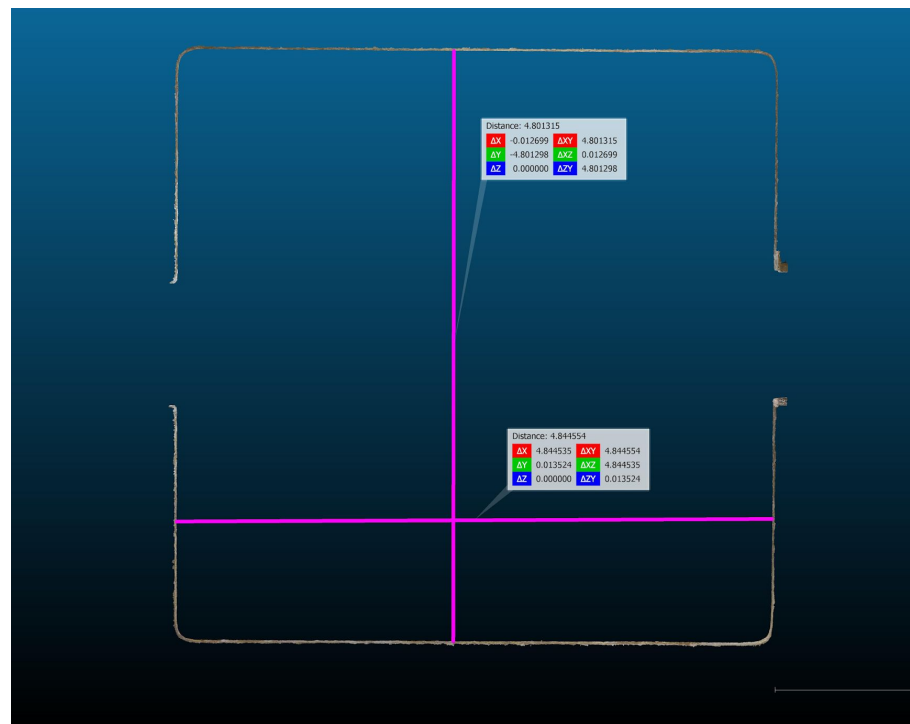 Distance: 4.801315
ΔX -0.012699 ΔXY 4.801315
ΔY -4.801298 ΔXZ 0.012699
ΔZ 0.000000 ΔZY 4.801298
Distance: 4.844554
ΔX 4.844535 ΔXY 4.844554
ΔY 0.013524 ΔXZ 4.844535
ΔZ 0.000000 ΔZY 0.013524